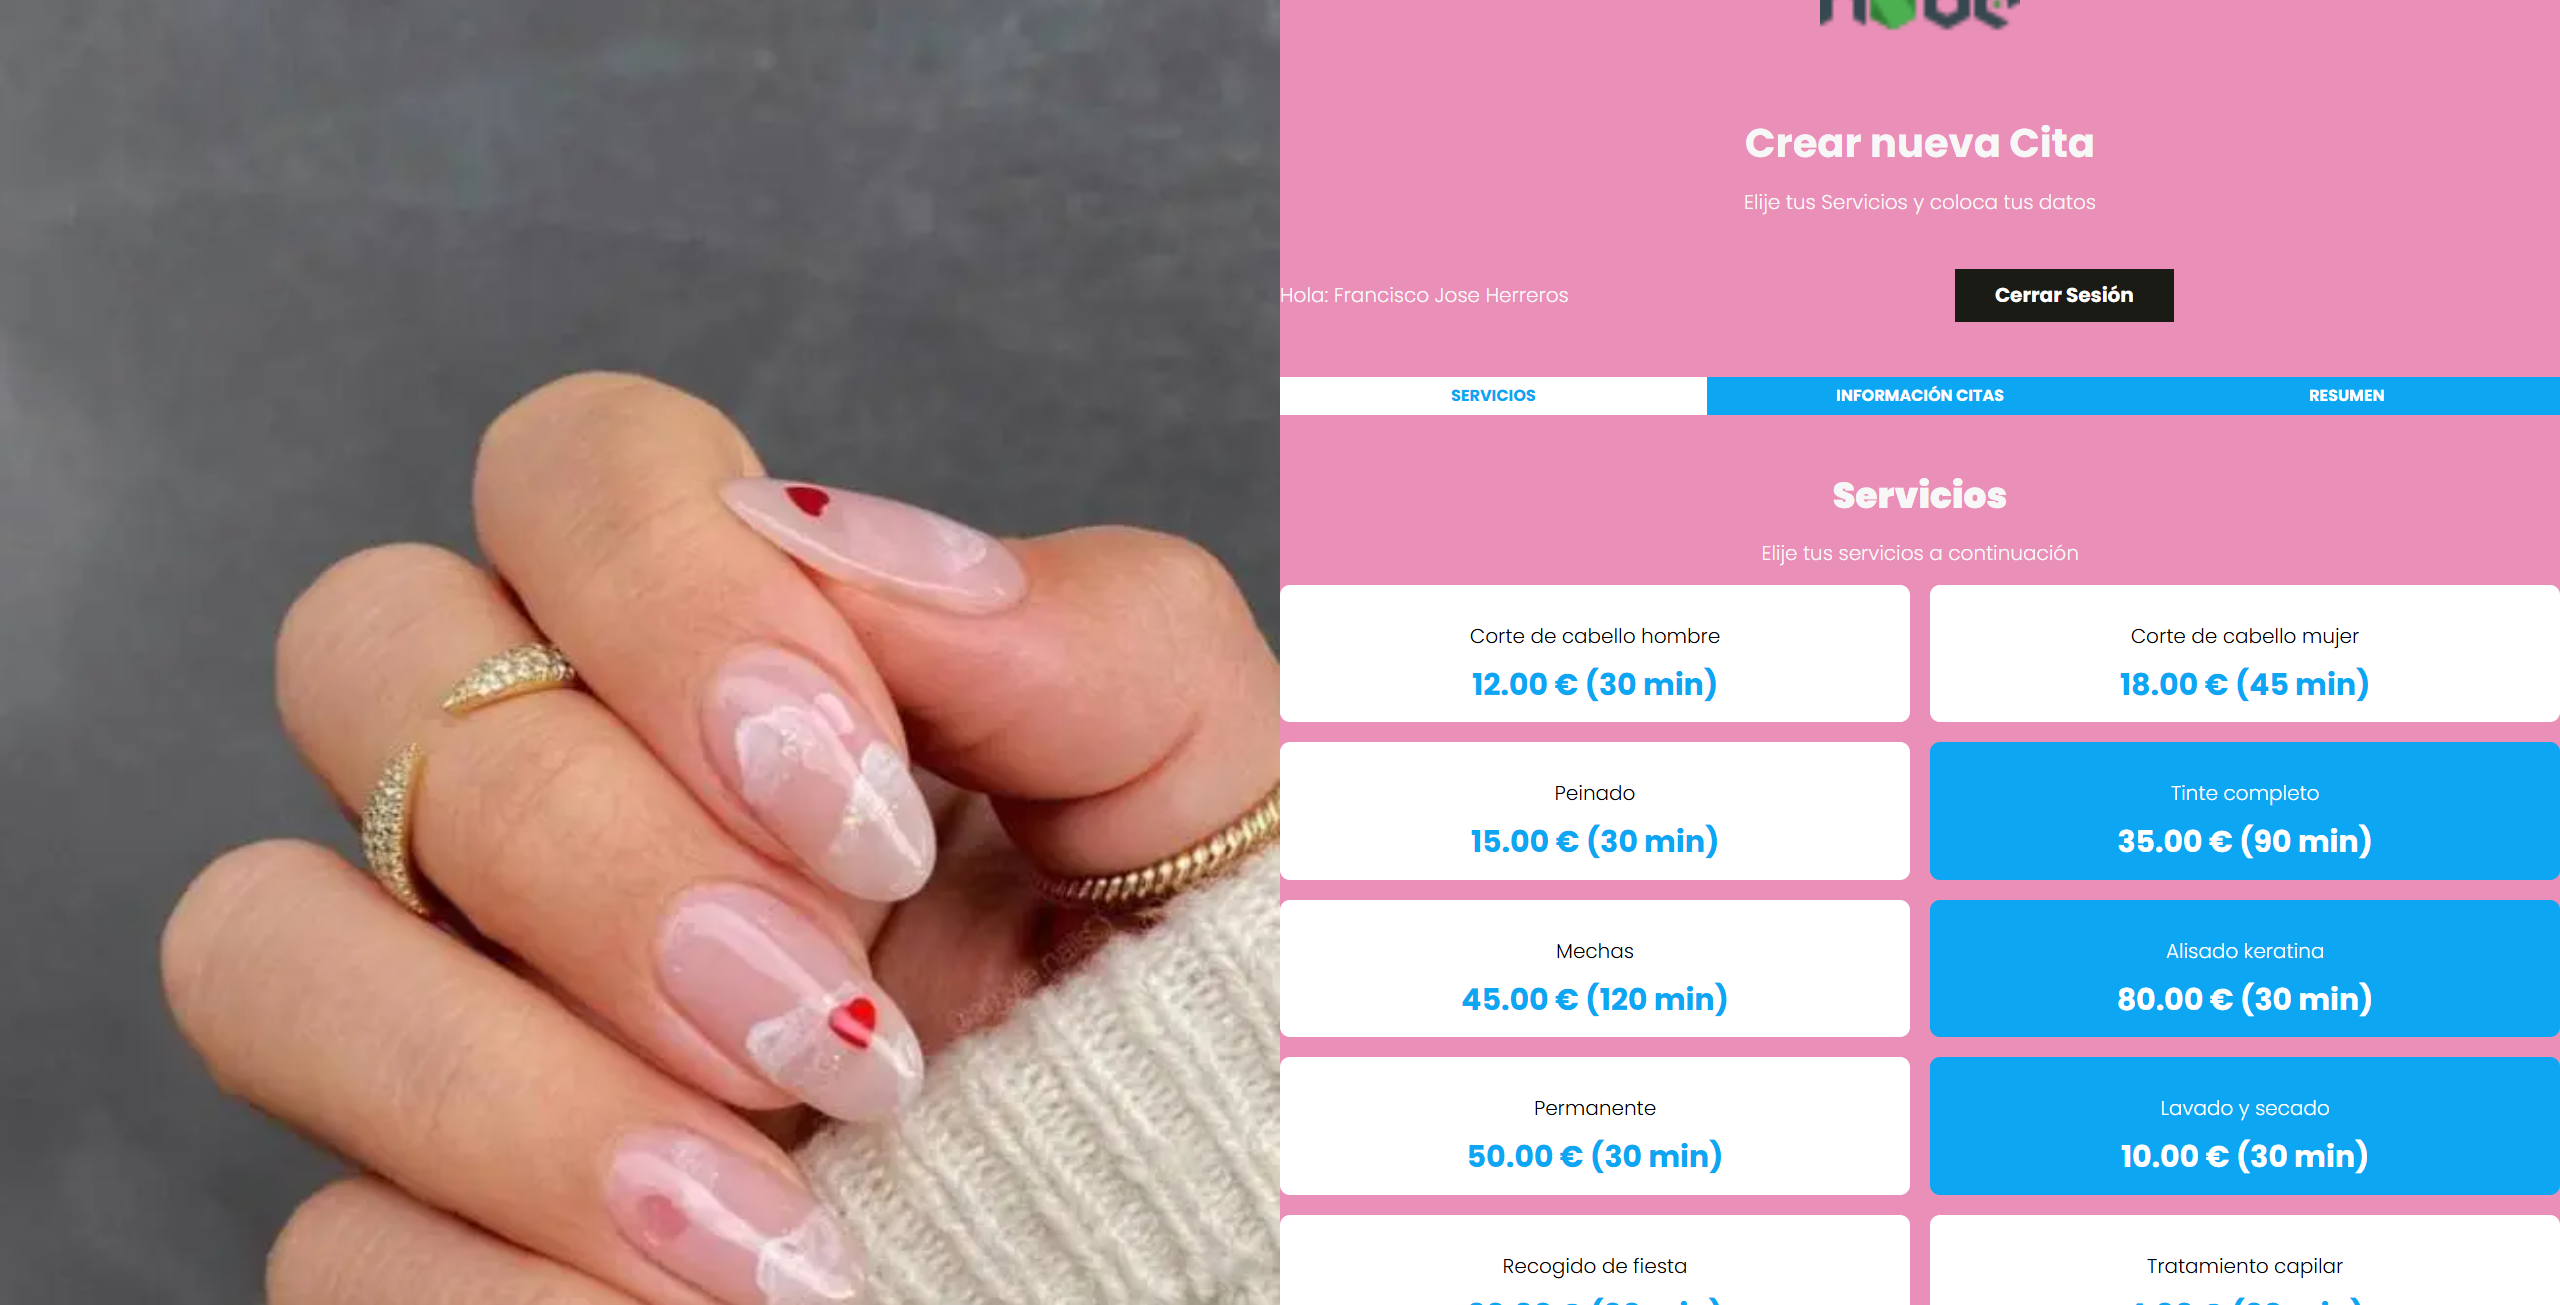 Crear nueva Cita
Elije tus Servicios y coloca tus datos
Hola: Francisco Jose Herreros
Cerrar Sesión
SERVICIOS
INFORMACIÓN CITAS
RESUMEN
Servicios
Elije tus servicios a continuación
Corte de cabello hombre
12.00 € (30 min)
Corte de cabello mujer
18.00 € (45 min)
Peinado
15.00 € (30 min)
Tinte completo
35.00 € (90 min)
Mechas
45.00 € (120 min)
Alisado keratina
80.00 € (30 min)
Permanente
50.00 € (30 min)
Lavado y secado
10.00 € (30 min)
Recogido de fiesta
Tratamiento capilar